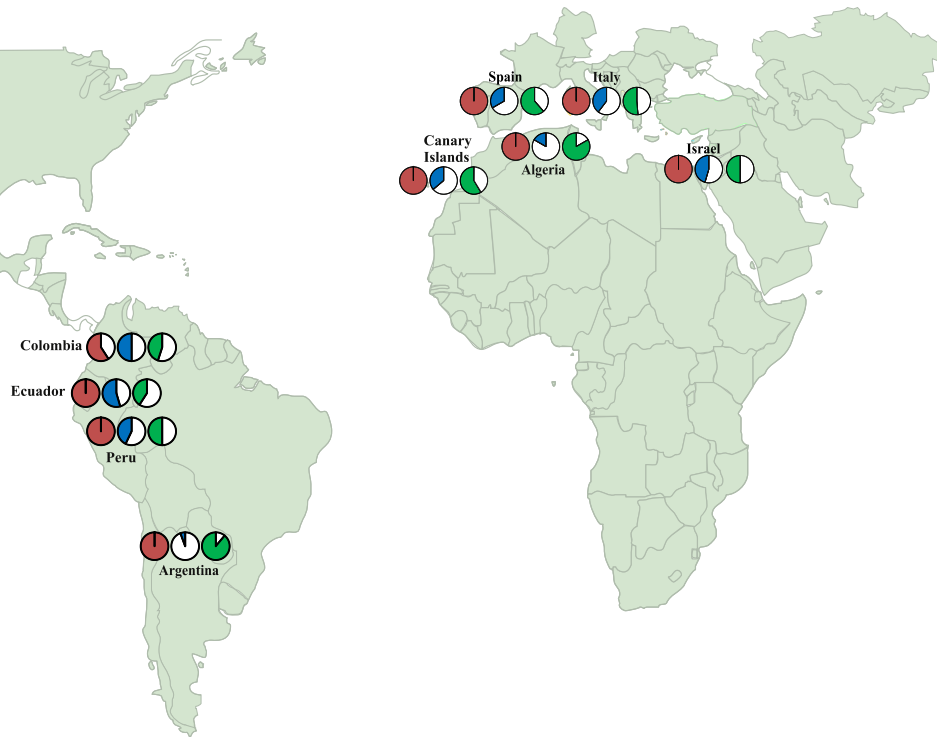 Spain
Italy
Canary
Islands
Algeria
Israel
Colombia
Ecuador
Peru
Argentina